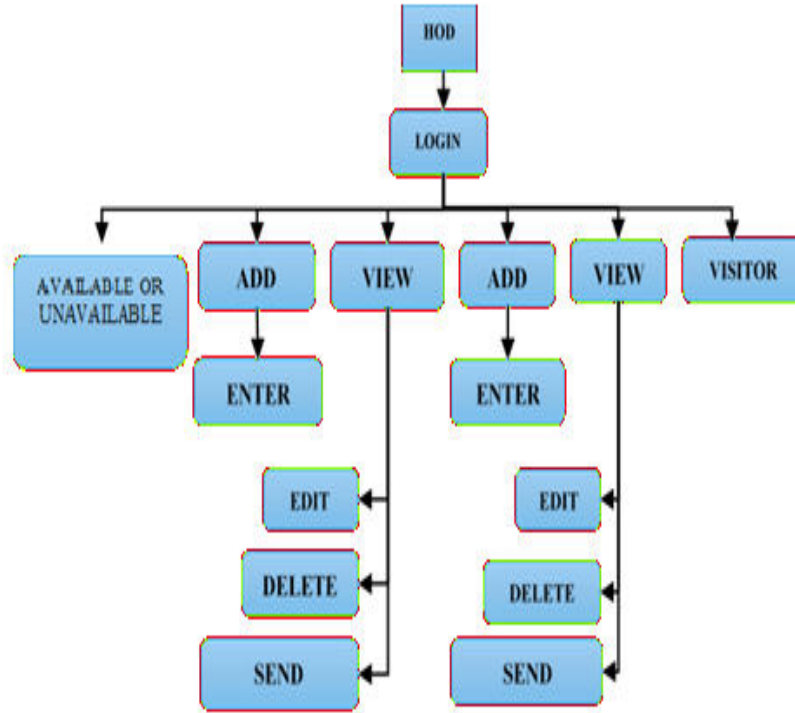 HOD
LOGIN
AVAILABLE OR
UNAVAILABLE
ADD
VIEW
ADD
VIEW
VISITOR
ENTER
ENTER
EDIT
EDIT
DELETE
DELETE
SEND
SEND